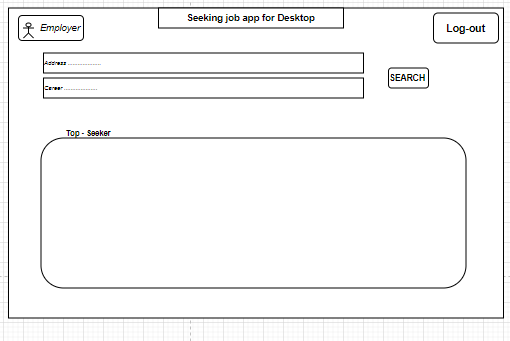 Seeking job app for Desktop
Employer
Log-out
Address ....................
Career ....................
SEARCH
Top - Seeker